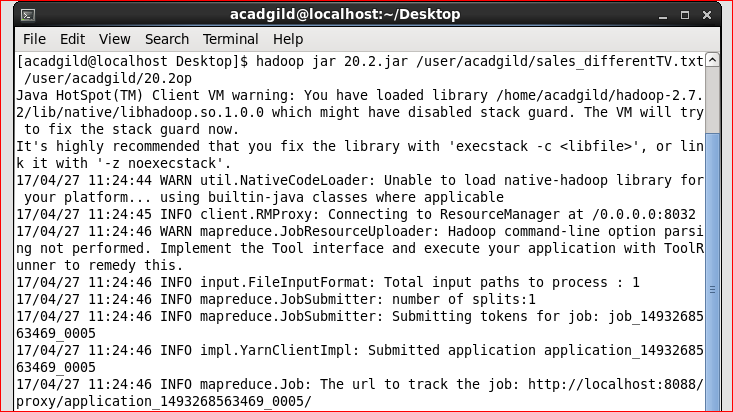 acadgild@localhost:~/Desktop
File Edit View Search Terminal Help
[acadgild@localhost Desktop]$ hadoop jar 20.2.jar /user/acadgild/sales_differentTV.txt
/user/acadgild/20.2op
Java HotSpot(TM) Client VM warning: You have loaded library /home/acadgild/hadoop-2.7.
2/lib/native/libhadoop.so.1.0.0 which might have disabled stack guard. The VM will try
to fix the stack guard now.
It's highly recommended that you fix the library with 'execstack -c <libfile>', or lin
k it with '-z noexecstack'.
17/04/27 11:24:44 WARN util.NativeCodeLoader: Unable to load native-hadoop library for
your platform... using builtin-java classes where applicable
17/04/27 11:24:45 INFO client.RMProxy: Connecting to ResourceManager at /0.0.0.0:8032
17/04/27 11:24:46 WARN mapreduce.JobResourceUploader: Hadoop command-line option parsi
ng not performed. Implement the Tool interface and execute your application with ToolR
unner to remedy this.
17/04/27 11:24:46 INFO input.FileInputFormat: Total input paths to process : 1
17/04/27 11:24:46 INFO mapreduce.JobSubmitter: number of splits:1
17/04/27 11:24:46 INFO mapreduce.JobSubmitter: Submitting tokens for job: job_14932685
63469_0005
17/04/27 11:24:46 INFO impl.YarnClientImpl: Submitted application application_14932685
63469_0005
17/04/27 11:24:46 INFO mapreduce.Job: The url to track the job: http://localhost:8088/
proxy/application_1493268563469_0005/